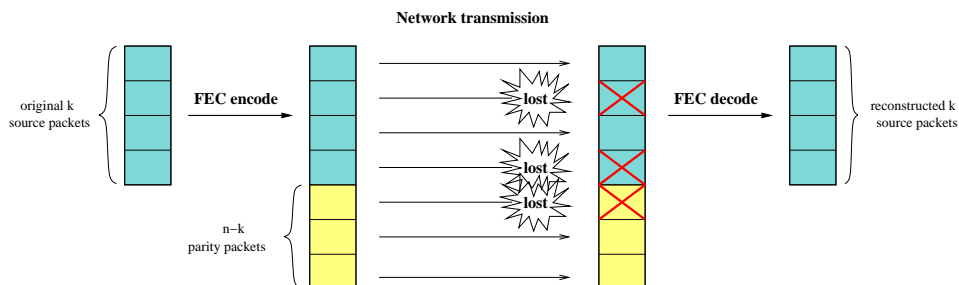 Network transmission
original k
source packets
FEC encode
lost
lost
lost
FEC decode
reconstructed k
source packets
n−k
parity packets